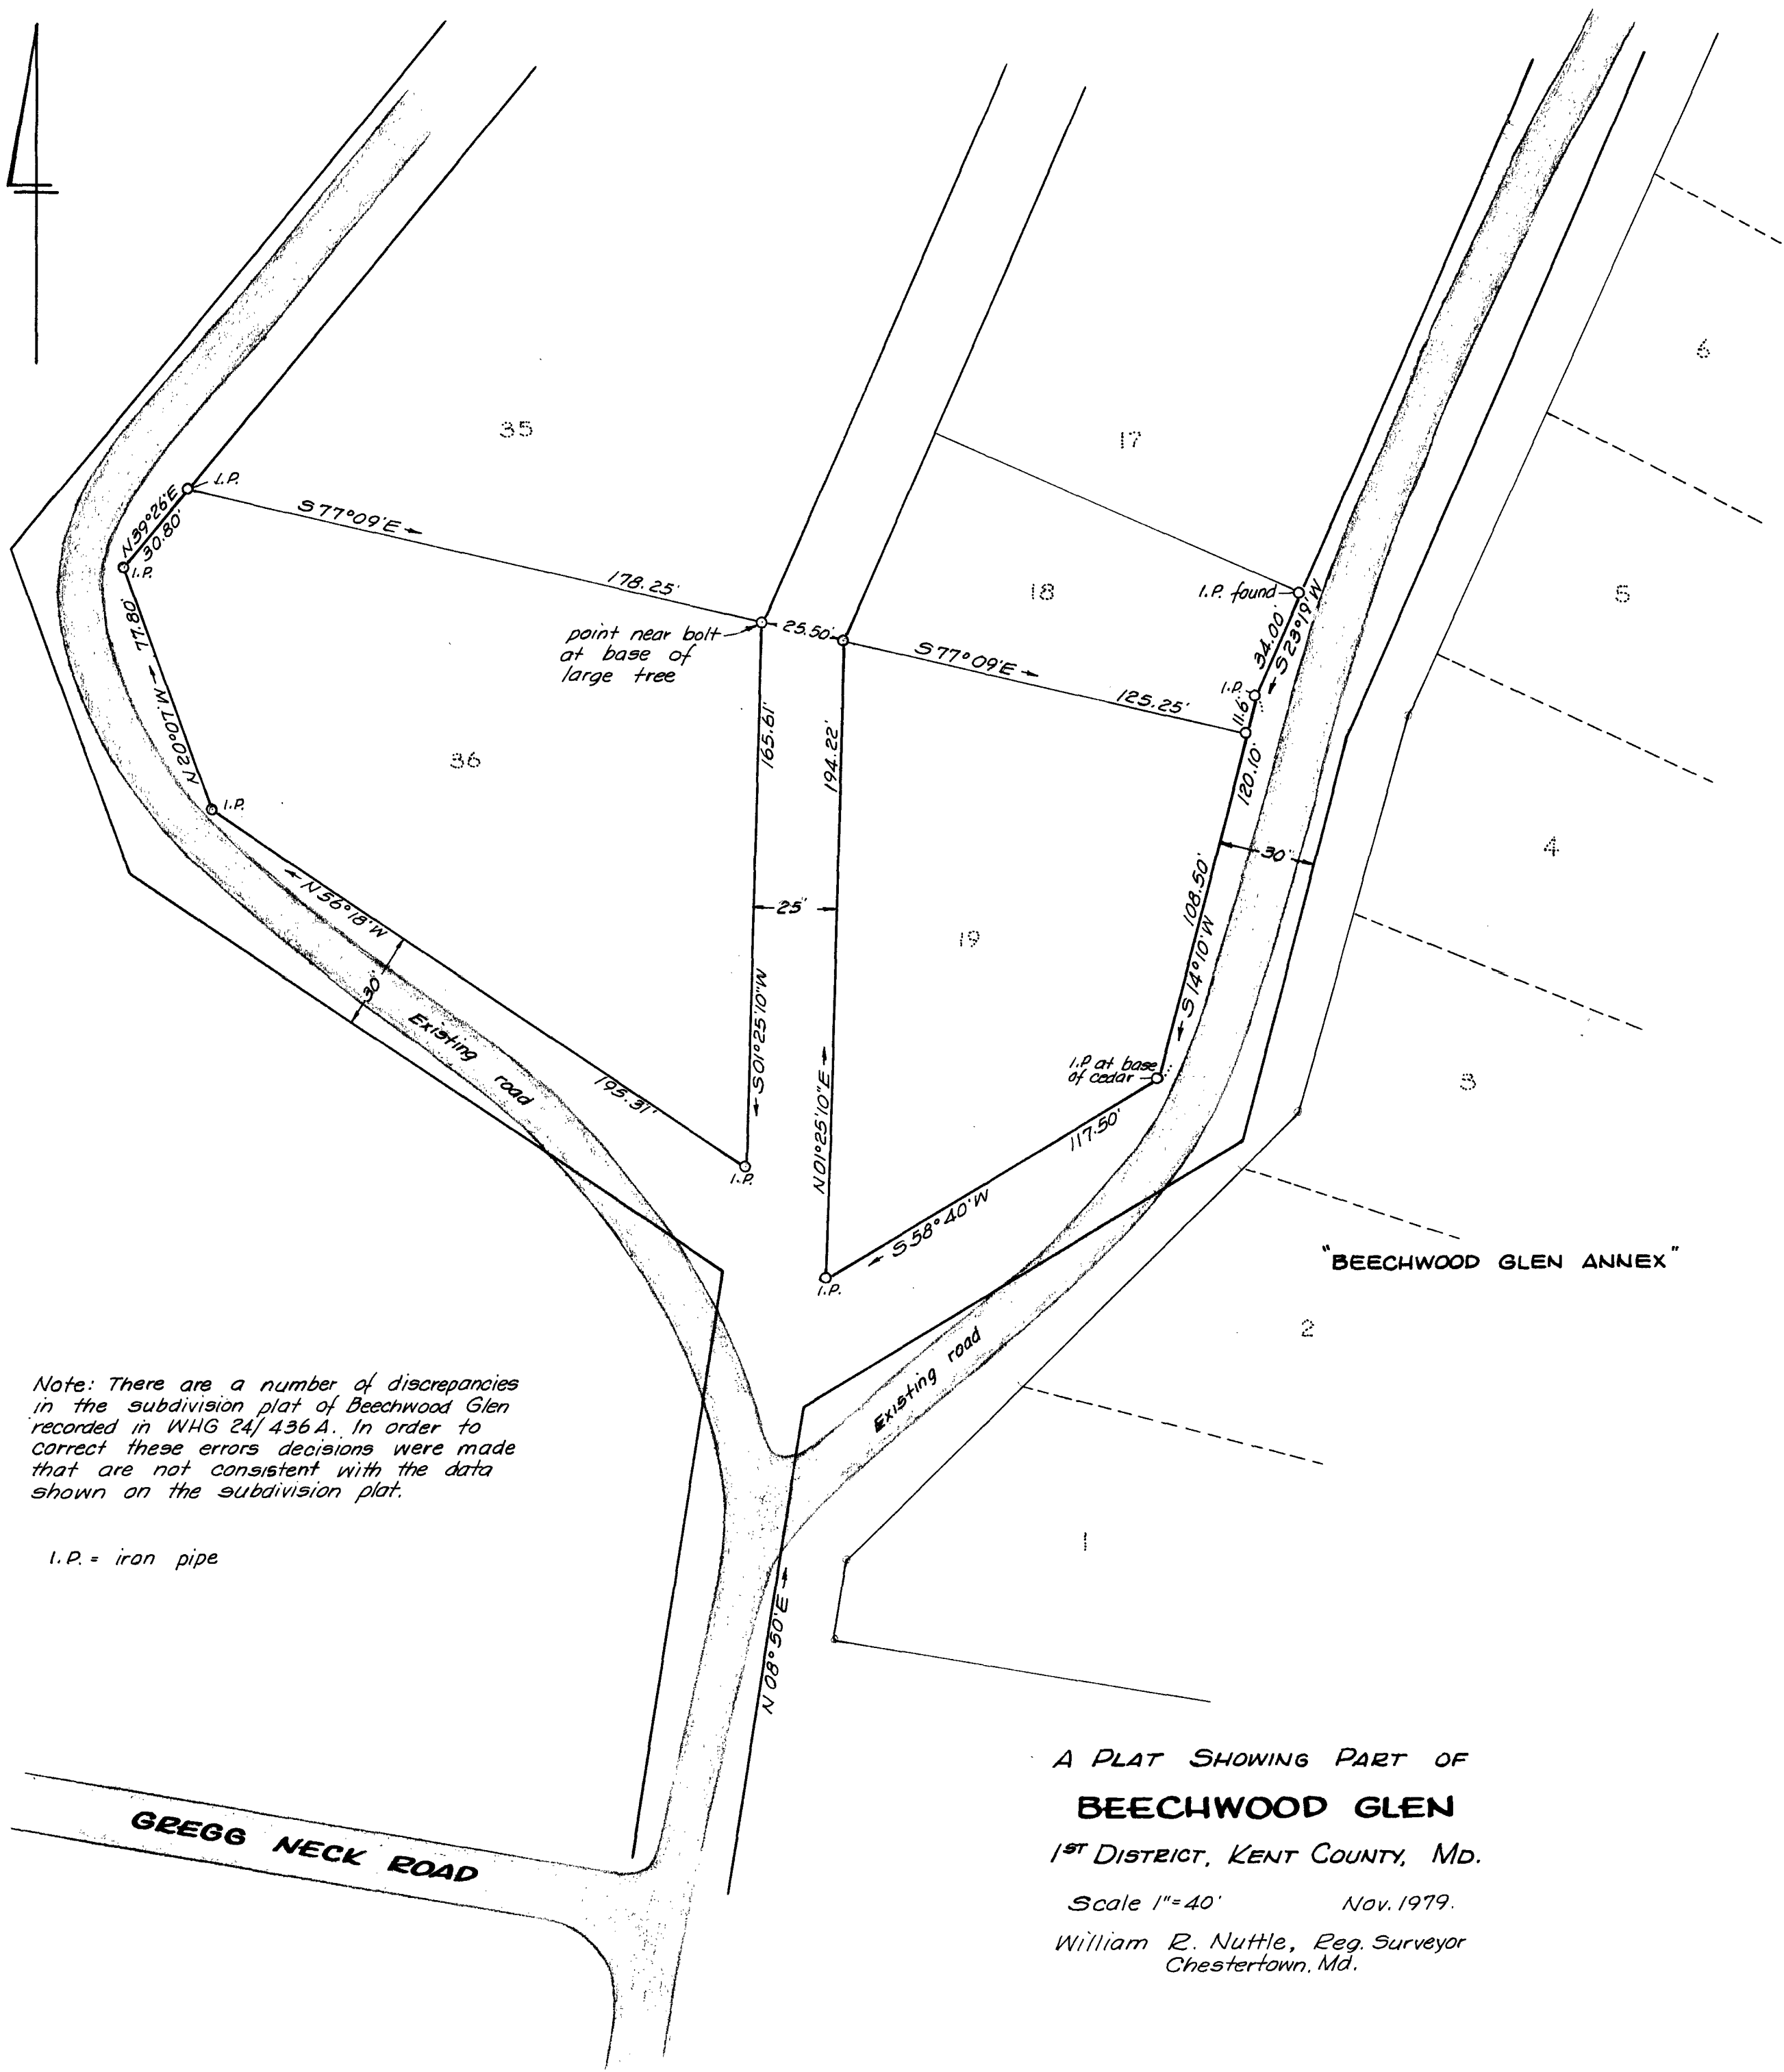 35
17
6
I.P.
N39°26'E
30.80'
I.P.
S77°09'E
178.25'
25.50'
point near bolt
at base of
large tree
18
I.P. found
34.00'
S 23°19'W
5
S77°09'E
125.25'
I.P.
11.6'
77.80'
N20°07'W
I.P.
36
165.61'
194.22'
120.10'
30'
4
N56°18'W
30'
25'
19
108.50'
S 14°10'W
Existing
road
195.31'
S01°25'10"W
N01°25'10"E
I.P. at base
of cedar
3
117.50'
I.P.
S58°40'W
I.P.
"BEECHWOOD GLEN ANNEX"
2
Existing road
Note: There are a number of discrepancies
in the subdivision plat of Beechwood Glen
recorded in WHG 24/436A. In order to
correct these errors decisions were made
that are not consistent with the data
shown on the subdivision plat.
I.P. = iron pipe
1
N08°50'E
GREGG NECK ROAD
A PLAT SHOWING PART OF
BEECHWOOD GLEN
1ST DISTRICT, KENT COUNTY, MD.
Scale 1"=40' Nov. 1979.
William R. Nuttle, Reg. Surveyor
Chestertown, Md.